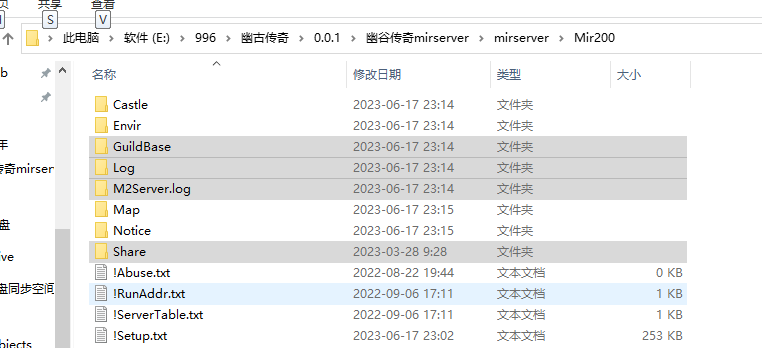 共享 查看
S V
此电脑 › 软件 (E:) › 996 › 幽古传奇 › 0.0.1 › 幽谷传奇mirserver › mirserver › Mir200
名称 修改日期 类型 大小
Castle 2023-06-17 23:14 文件夹
Envir 2023-06-17 23:14 文件夹
GuildBase 2023-06-17 23:14 文件夹
Log 2023-06-17 23:14 文件夹
M2Server.log 2023-06-17 23:14 文件夹
Map 2023-06-17 23:15 文件夹
Notice 2023-06-17 23:15 文件夹
Share 2023-03-28 9:28 文件夹
!Abuse.txt 2022-08-22 19:44 文本文档 0 KB
!RunAddr.txt 2022-09-06 17:11 文本文档 1 KB
!ServerTable.txt 2022-09-06 17:11 文本文档 1 KB
!Setup.txt 2023-06-17 23:02 文本文档 253 KB
b
年
传奇mirserv
盘
ive
盘同步空间
bjects